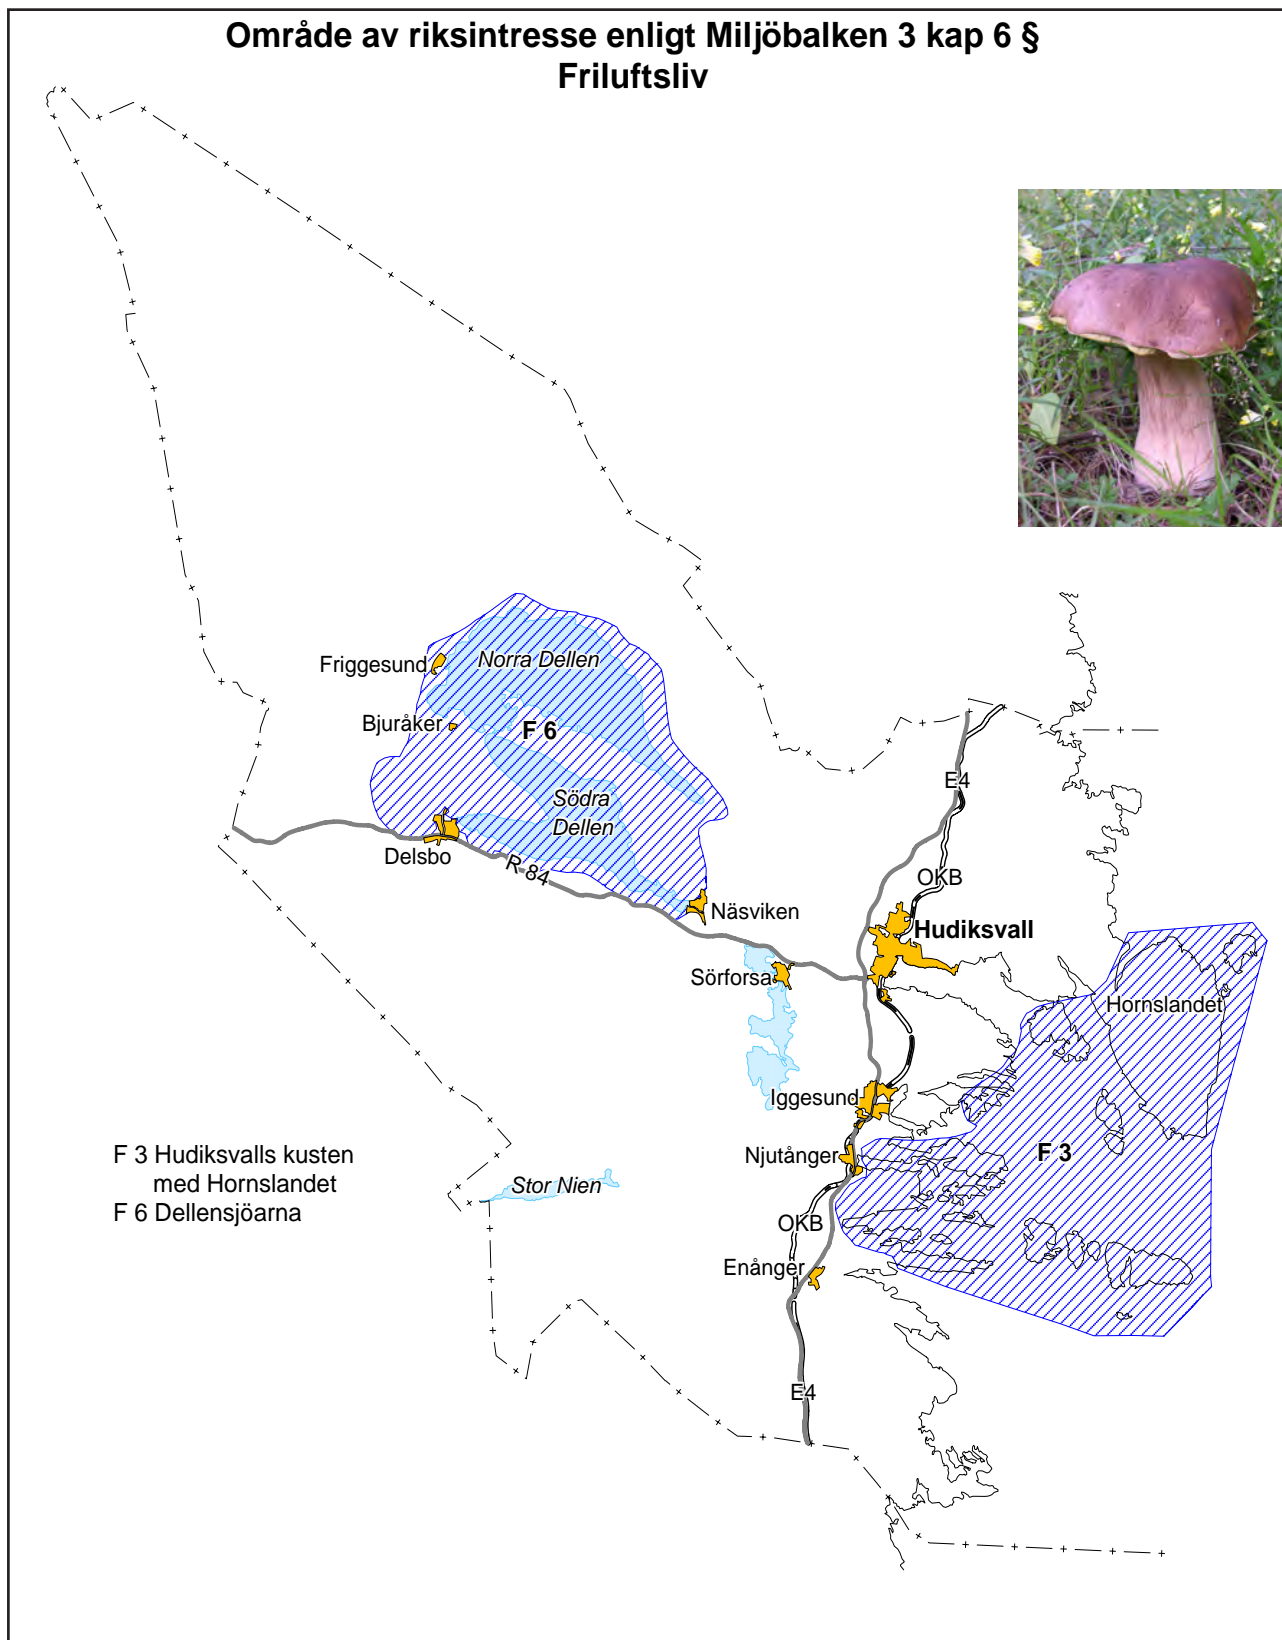 Område av riksintresse enligt Miljöbalken 3 kap 6 §
Friluftsliv
Friggesund
Norra Dellen
Bjuråker
F 6
Södra
Dellen
E4
Delsbo
R 84
OKB
Näsviken
Hudiksvall
Sörforsa
Hornslandet
Iggesund
F 3 Hudiksvalls kusten
med Hornslandet
F 6 Dellensjöarna
Njutånger
F 3
Stor Nien
OKB
Enånger
E4